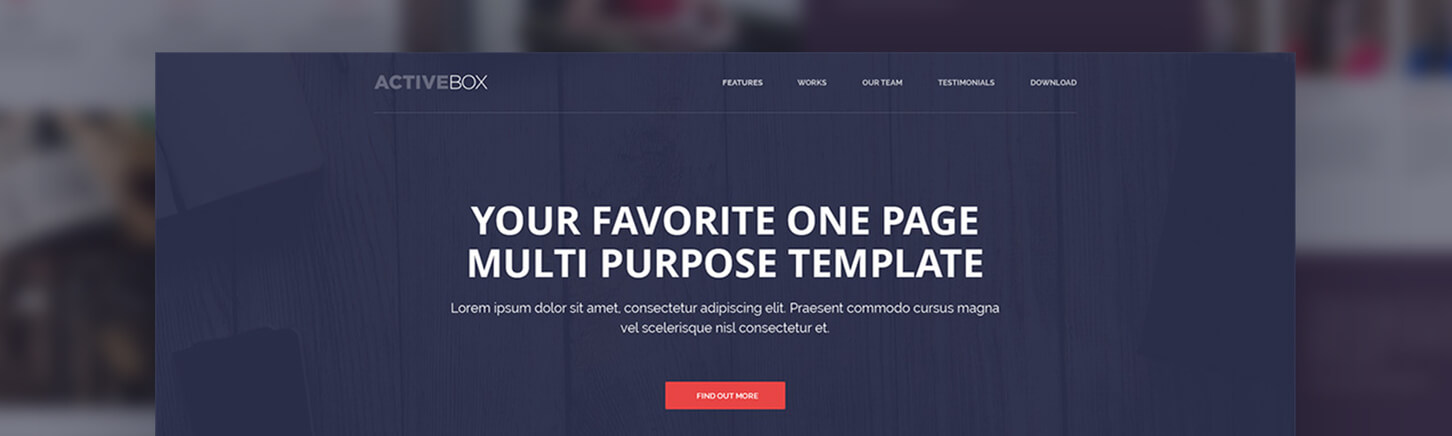 ACTIVEBOX
FEATURES WORKS OUR TEAM TESTIMONIALS DOWNLOAD
YOUR FAVORITE ONE PAGE
MULTI PURPOSE TEMPLATE
Lorem ipsum dolor sit amet, consectetur adipiscing elit. Praesent commodo cursus magna
vel scelerisque nisl consectetur et.
FIND OUT MORE